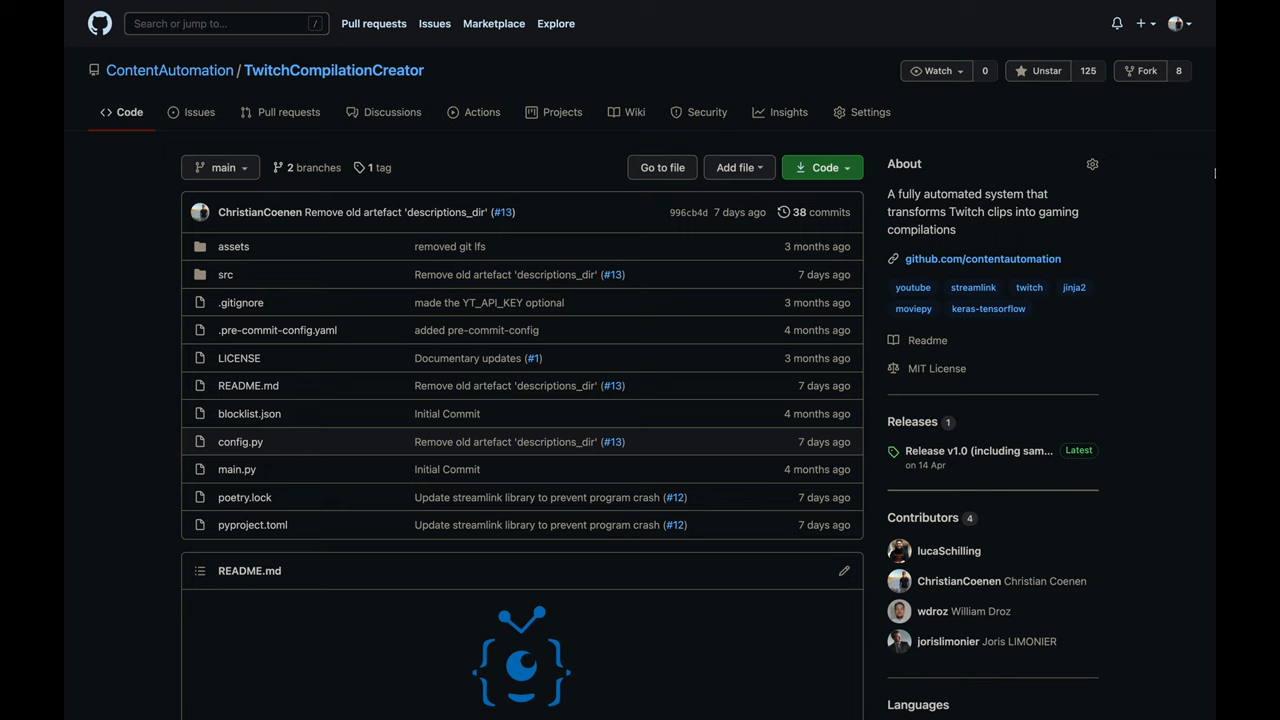 Search or jump to... /
Pull requests Issues Marketplace Explore
ContentAutomation / TwitchCompilationCreator
Watch 0 Unstar 125 Fork 8
Code Issues Pull requests Discussions Actions Projects Wiki Security Insights Settings
main 2 branches 1 tag Go to file Add file Code
ChristianCoenen Remove old artefact 'descriptions_dir' (#13) 996cb4d 7 days ago 38 commits
assets removed git lfs 3 months ago
src Remove old artefact 'descriptions_dir' (#13) 7 days ago
.gitignore made the YT_API_KEY optional 3 months ago
.pre-commit-config.yaml added pre-commit-config 4 months ago
LICENSE Documentary updates (#1) 3 months ago
README.md Remove old artefact 'descriptions_dir' (#13) 7 days ago
blocklist.json Initial Commit 4 months ago
config.py Remove old artefact 'descriptions_dir' (#13) 7 days ago
main.py Initial Commit 4 months ago
poetry.lock Update streamlink library to prevent program crash (#12) 7 days ago
pyproject.toml Update streamlink library to prevent program crash (#12) 7 days ago
README.md
About
A fully automated system that
transforms Twitch clips into gaming
compilations
github.com/contentautomation
youtube streamlink twitch jinja2
moviepy keras-tensorflow
Readme
MIT License
Releases 1
Release v1.0 (including sam... Latest
on 14 Apr
Contributors 4
lucaSchilling
ChristianCoenen Christian Coenen
wdroz William Droz
jorislimonier Joris LIMONIER
Languages